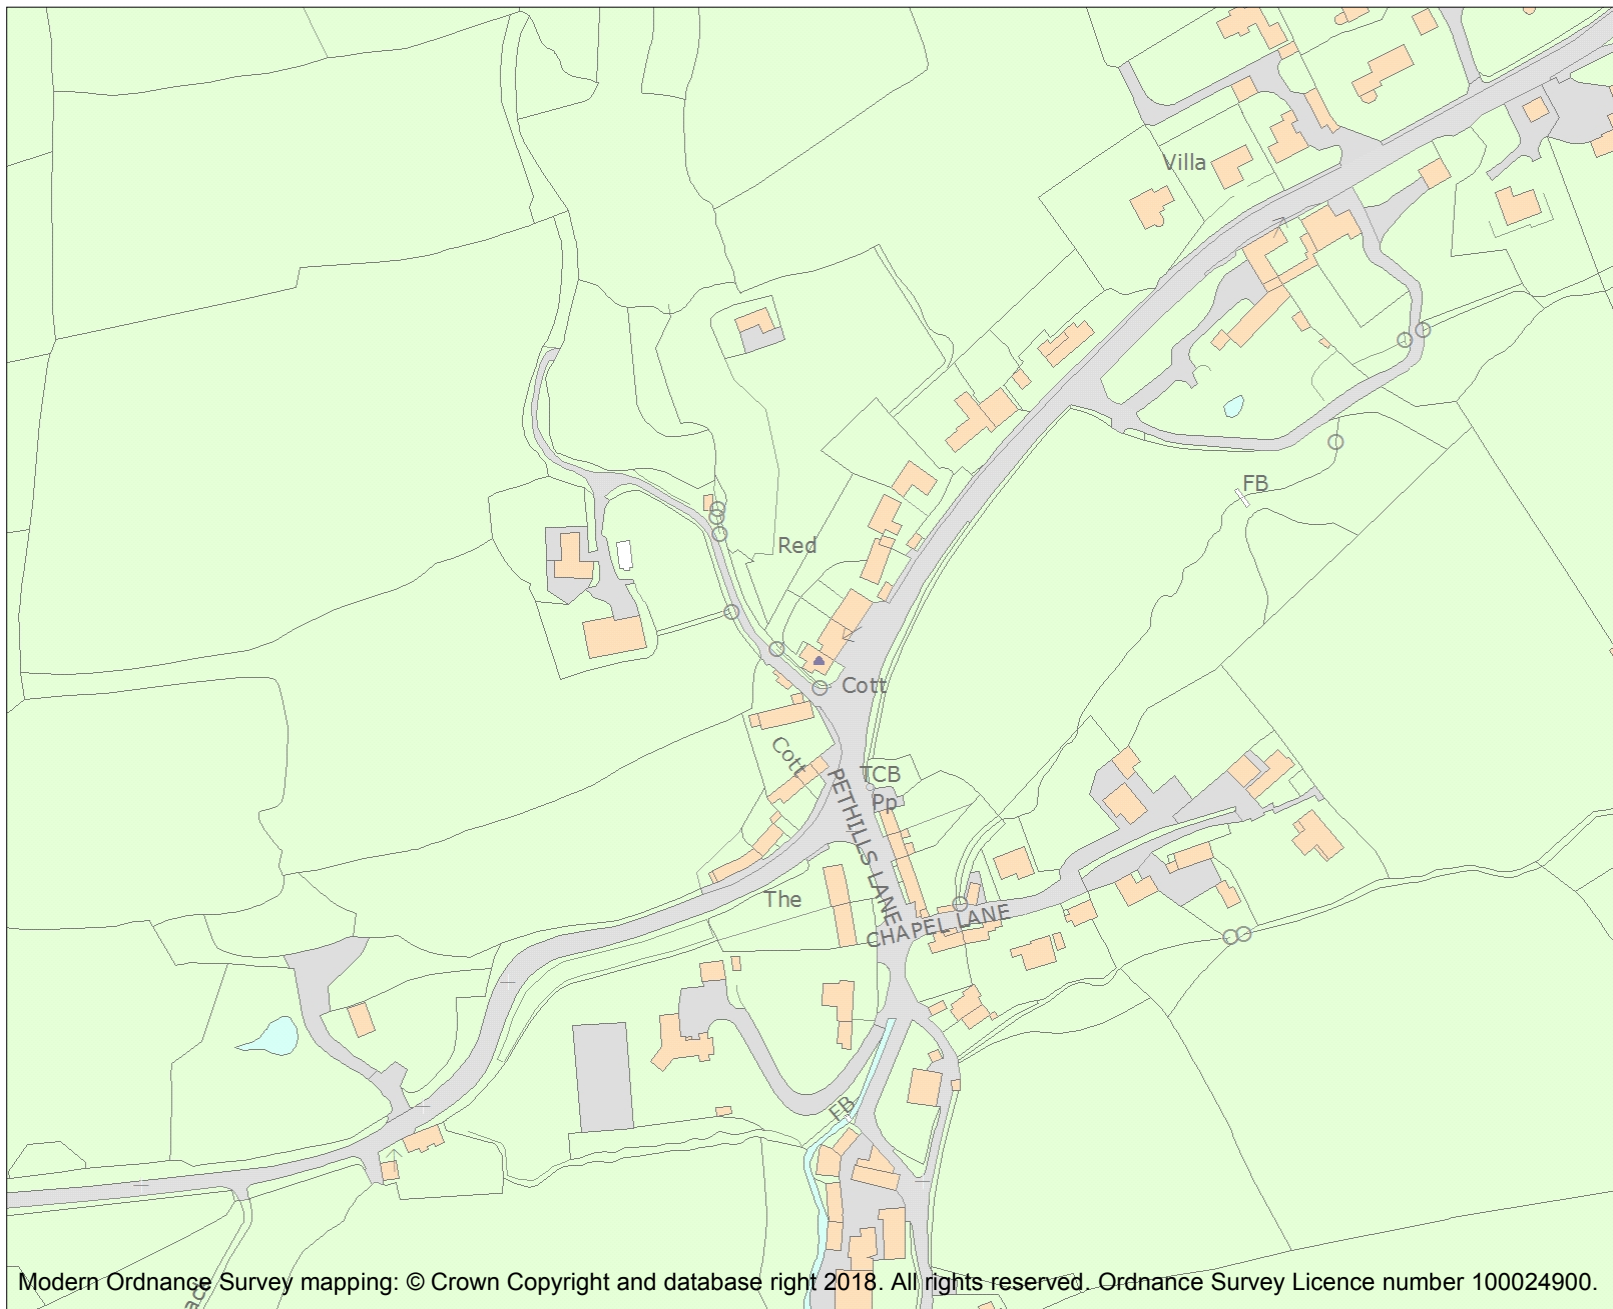 Villa
FB
Red
Cott
Cott
TCB
Pp
PETHILLS LANE
The
CHAPEL LANE
FB
Modern Ordnance Survey mapping: © Crown Copyright and database right 2018. All rights reserved. Ordnance Survey Licence number 100024900.